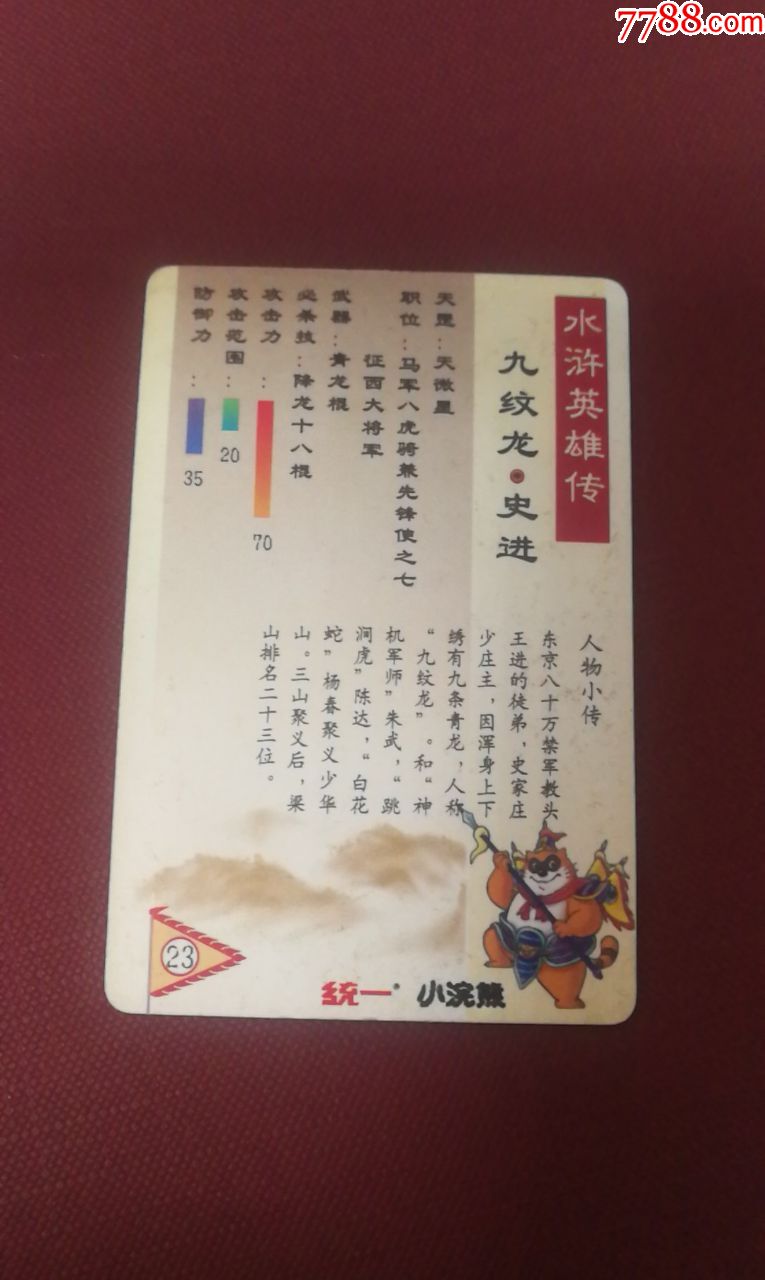 7788.com
水浒英雄传
九纹龙·史进
天罡：天微星
职位：马军八虎骑兼先锋使之七
征西大将军
武器：青龙棍
必杀技：降龙十八棍
攻击力：
70
攻击范围：
20
防御力：
35
人物小传
东京八十万禁军教头
王进的徒弟，史家庄
少庄主，因浑身上下
绣有九条青龙，人称
“九纹龙”。和“神
机军师”朱武，“跳
涧虎”陈达，“白花
蛇”杨春聚义少华
山。三山聚义后，梁
山排名二十三位。
23
统一® 小浣熊